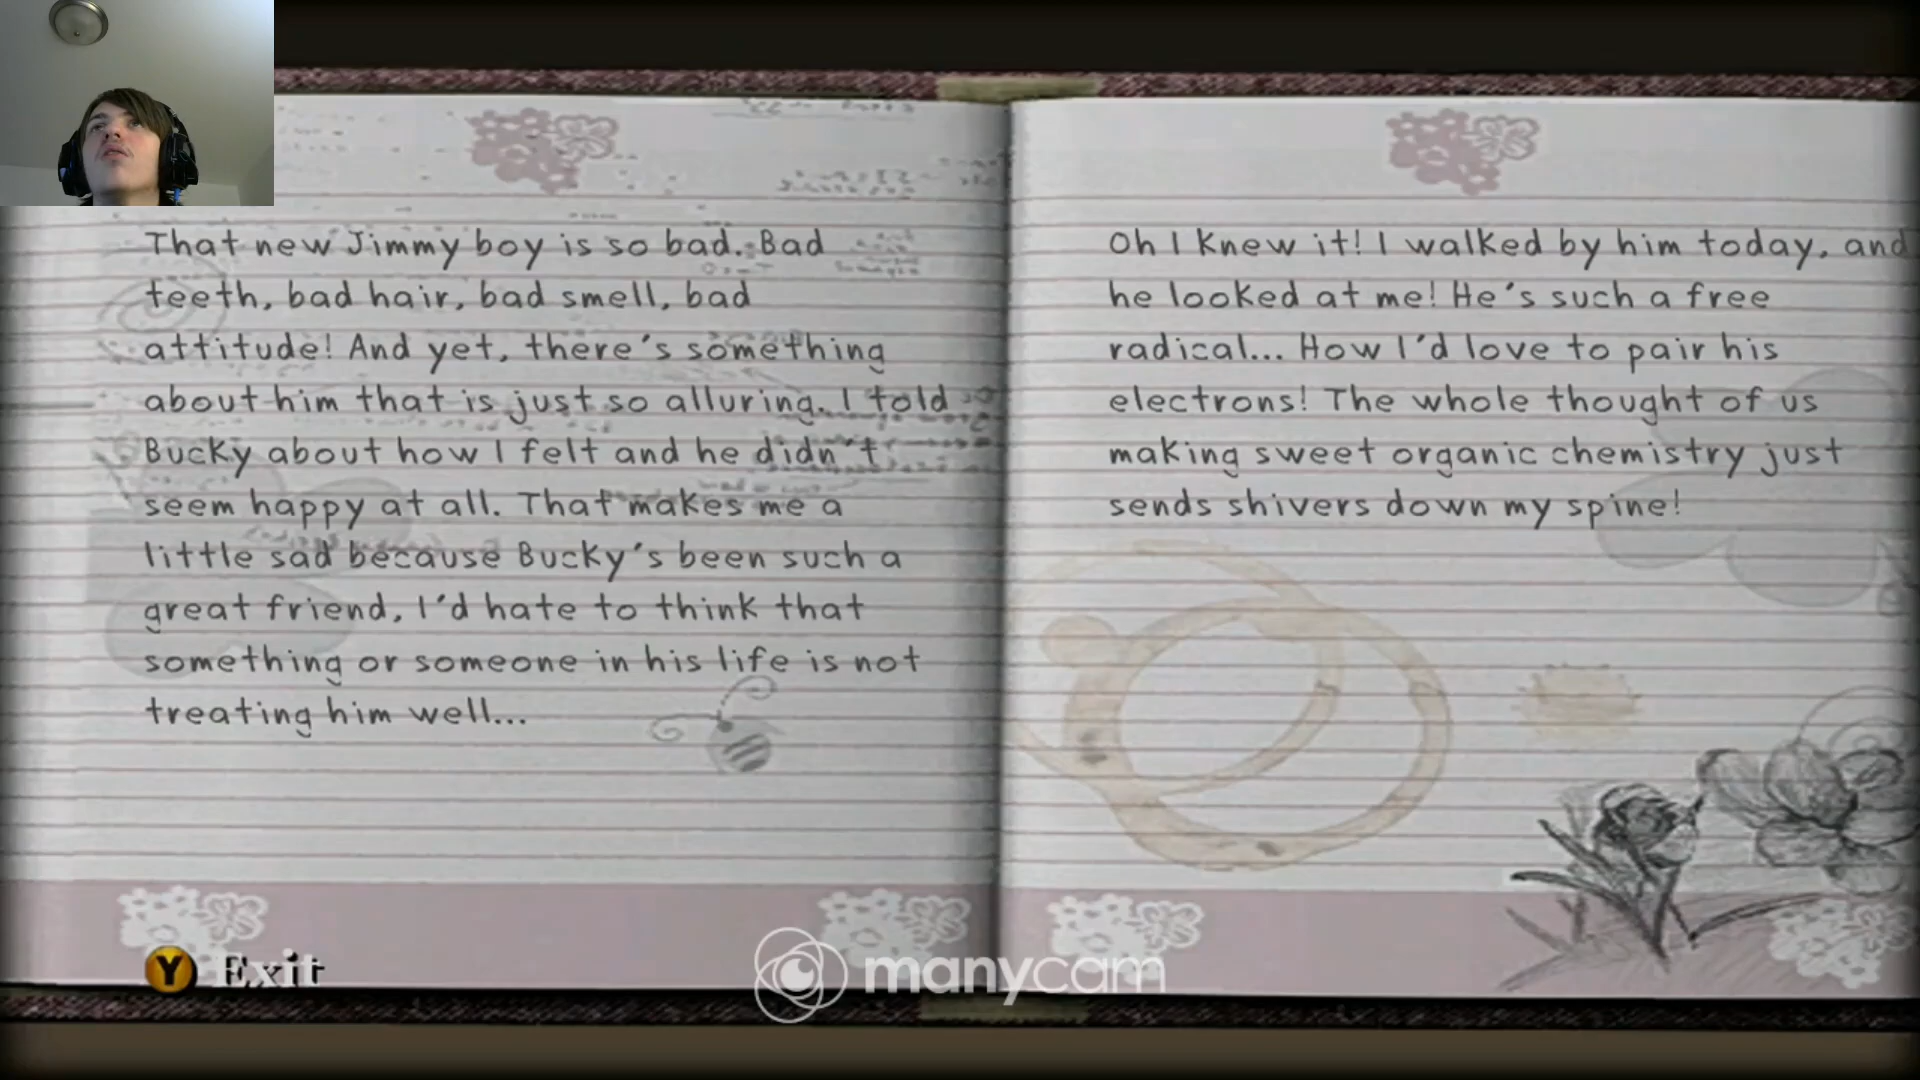 That new Jimmy boy is so bad. Bad
teeth, bad hair, bad smell, bad
attitude! And yet, there's something
about him that is just so alluring. I told
Bucky about how I felt and he didn't
seem happy at all. That makes me a
little sad because Bucky's been such a
great friend, I'd hate to think that
something or someone in his life is not
treating him well...
Oh I knew it! I walked by him today, and
he looked at me! He's such a free
radical... How I'd love to pair his
electrons! The whole thought of us
making sweet organic chemistry just
sends shivers down my spine!
Y Exit
manycam